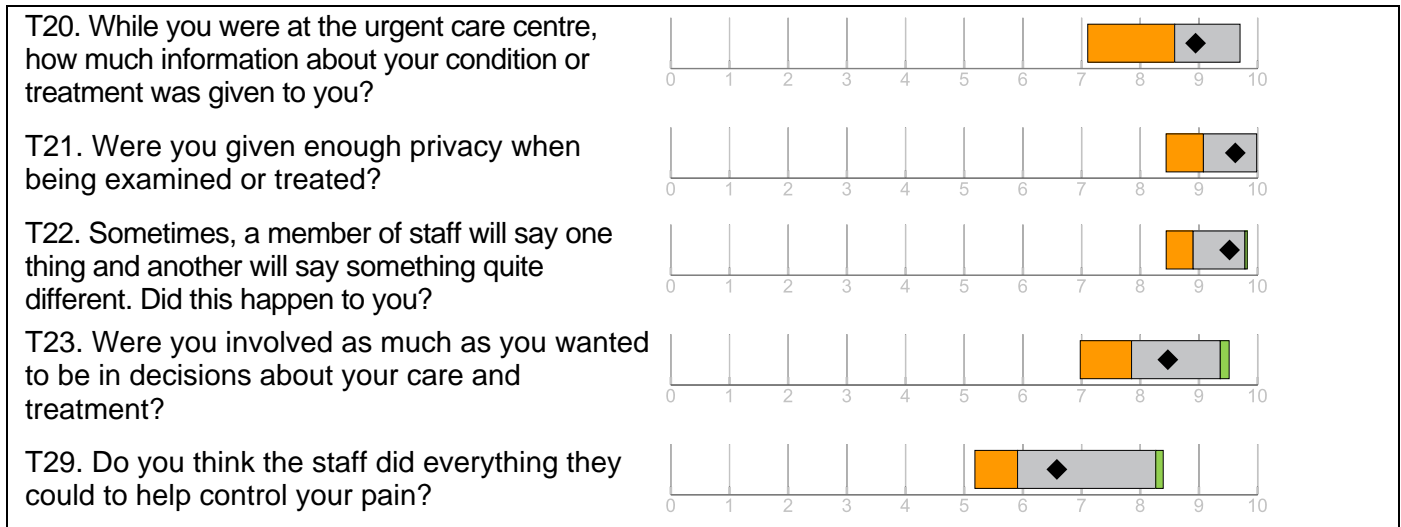 T20. While you were at the urgent care centre,
how much information about your condition or
treatment was given to you?
0 1 2 3 4 5 6 7 8 9 10
T21. Were you given enough privacy when
being examined or treated?
0 1 2 3 4 5 6 7 8 9 10
T22. Sometimes, a member of staff will say one
thing and another will say something quite
different. Did this happen to you?
0 1 2 3 4 5 6 7 8 9 10
T23. Were you involved as much as you wanted
to be in decisions about your care and
treatment?
0 1 2 3 4 5 6 7 8 9 10
T29. Do you think the staff did everything they
could to help control your pain?
0 1 2 3 4 5 6 7 8 9 10